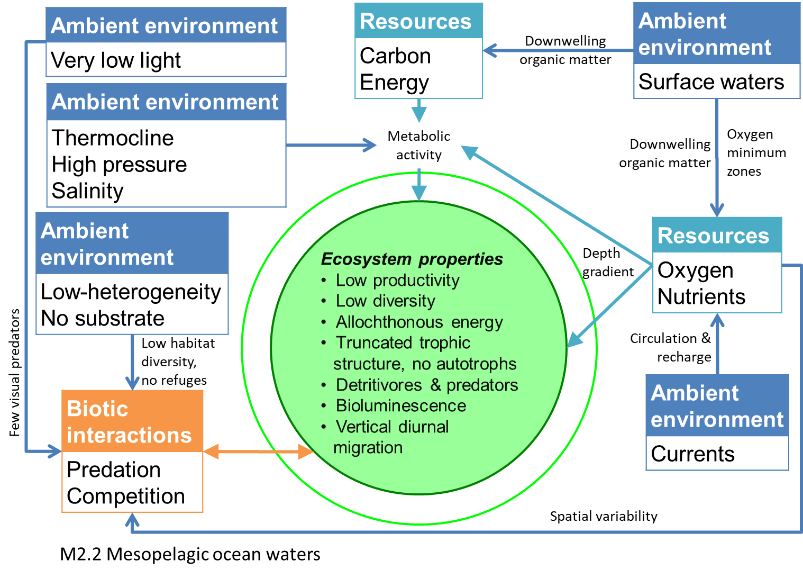 Ambient environment
Very low light
Ambient environment
Thermocline
High pressure
Salinity
Ambient
environment
Low-heterogeneity
No substrate
Few visual predators
Low habitat
diversity,
no refuges
Biotic
interactions
Predation
Competition
Resources
Carbon
Energy
Downwelling
organic matter
Ambient
environment
Surface waters
Metabolic
activity
Downwelling
organic matter
Oxygen
minimum
zones
Resources
Oxygen
Nutrients
Depth
gradient
Circulation &
recharge
Ambient
environment
Currents
Ecosystem properties
• Low productivity
• Low diversity
• Allochthonous energy
• Truncated trophic
structure, no autotrophs
• Detritivores & predators
• Bioluminescence
• Vertical diurnal
migration
Spatial variability
M2.2 Mesopelagic ocean waters